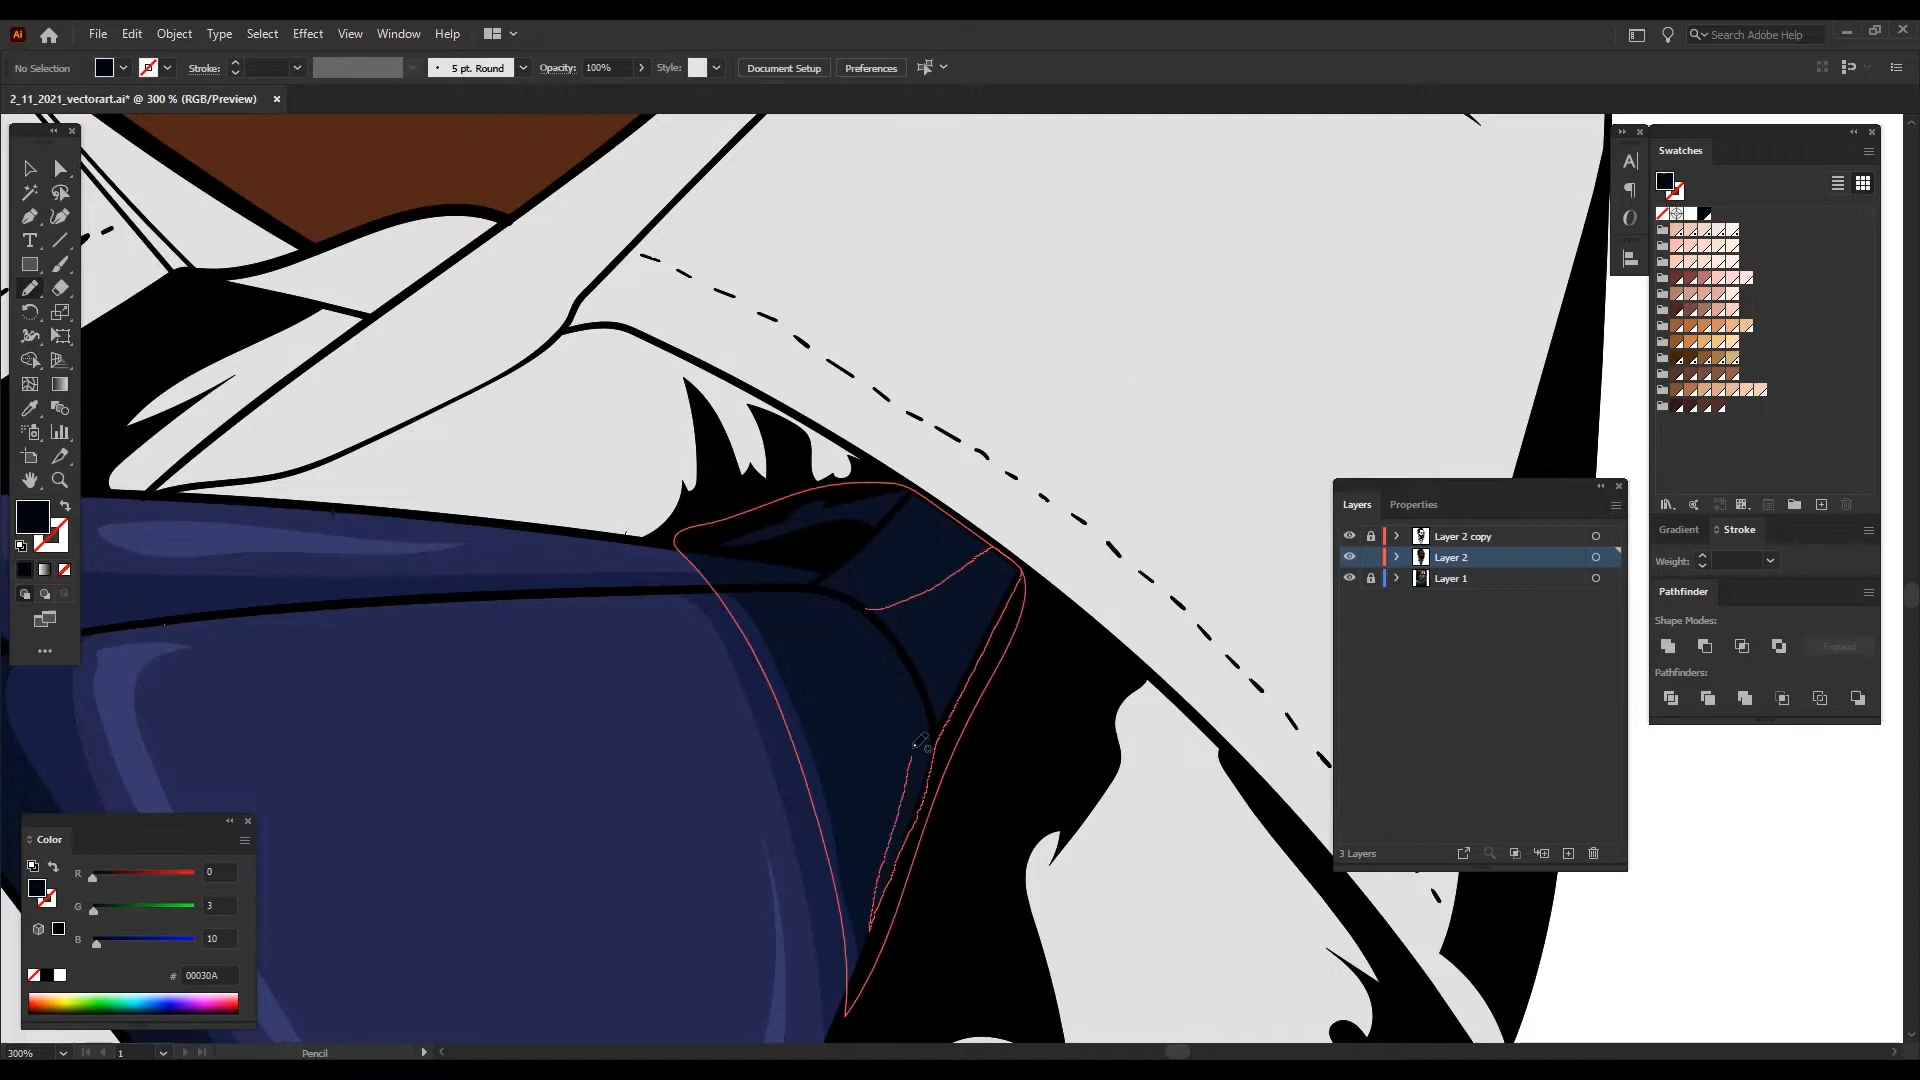 Ai File Edit Object Type Select Effect View Window Help Search Adobe Help
No Selection Stroke: 5 pt. Round Opacity: 100% Style: Document Setup Preferences
2_11_2021_vectorart.ai* @ 300 % (RGB/Preview)
Swatches
Layers Properties
Layer 2 copy
Layer 2
Layer 1
3 Layers
Gradient Stroke
Weight:
Pathfinder
Shape Modes:
Expand
Pathfinders:
Color
R 0
G 3
B 10
# 00030A
300% 1 Pencil